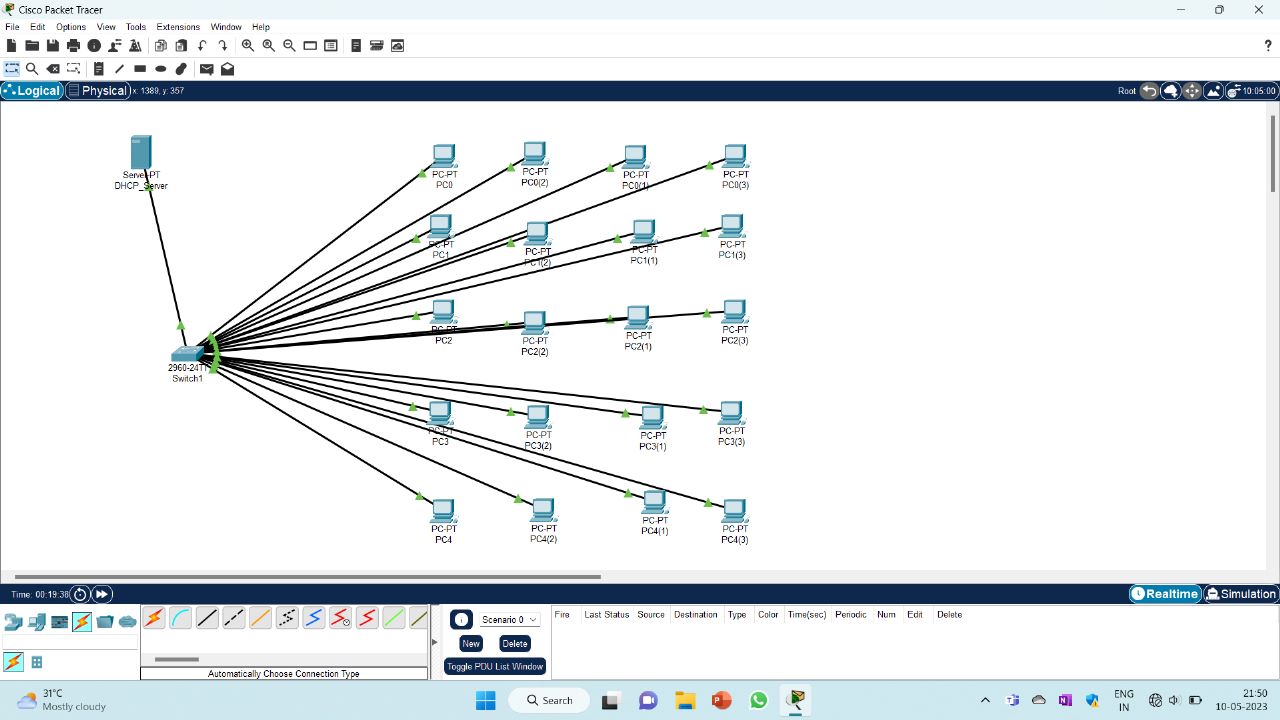 Cisco Packet Tracer
File Edit Options View Tools Extensions Window Help
?
Logical Physical x: 1389, y: 357 Root 10:05:00
Server-PT
DHCP_Server
PC-PT
PC0
PC-PT
PC0(2)
PC-PT
PC0(1)
PC-PT
PC0(3)
PC-PT
PC1
PC-PT
PC1(2)
PC-PT
PC1(1)
PC-PT
PC1(3)
PC-PT
PC2
PC-PT
PC2(2)
PC-PT
PC2(1)
PC-PT
PC2(3)
2960-24TT
Switch1
PC-PT
PC3
PC-PT
PC3(2)
PC-PT
PC3(1)
PC-PT
PC3(3)
PC-PT
PC4
PC-PT
PC4(2)
PC-PT
PC4(1)
PC-PT
PC4(3)
Time: 00:19:38 Realtime Simulation
Scenario 0
New Delete
Toggle PDU List Window
Fire Last Status Source Destination Type Color Time(sec) Periodic Num Edit Delete
Automatically Choose Connection Type
31°C
Mostly cloudy
Search
ENG
IN
21:50
10-05-2023